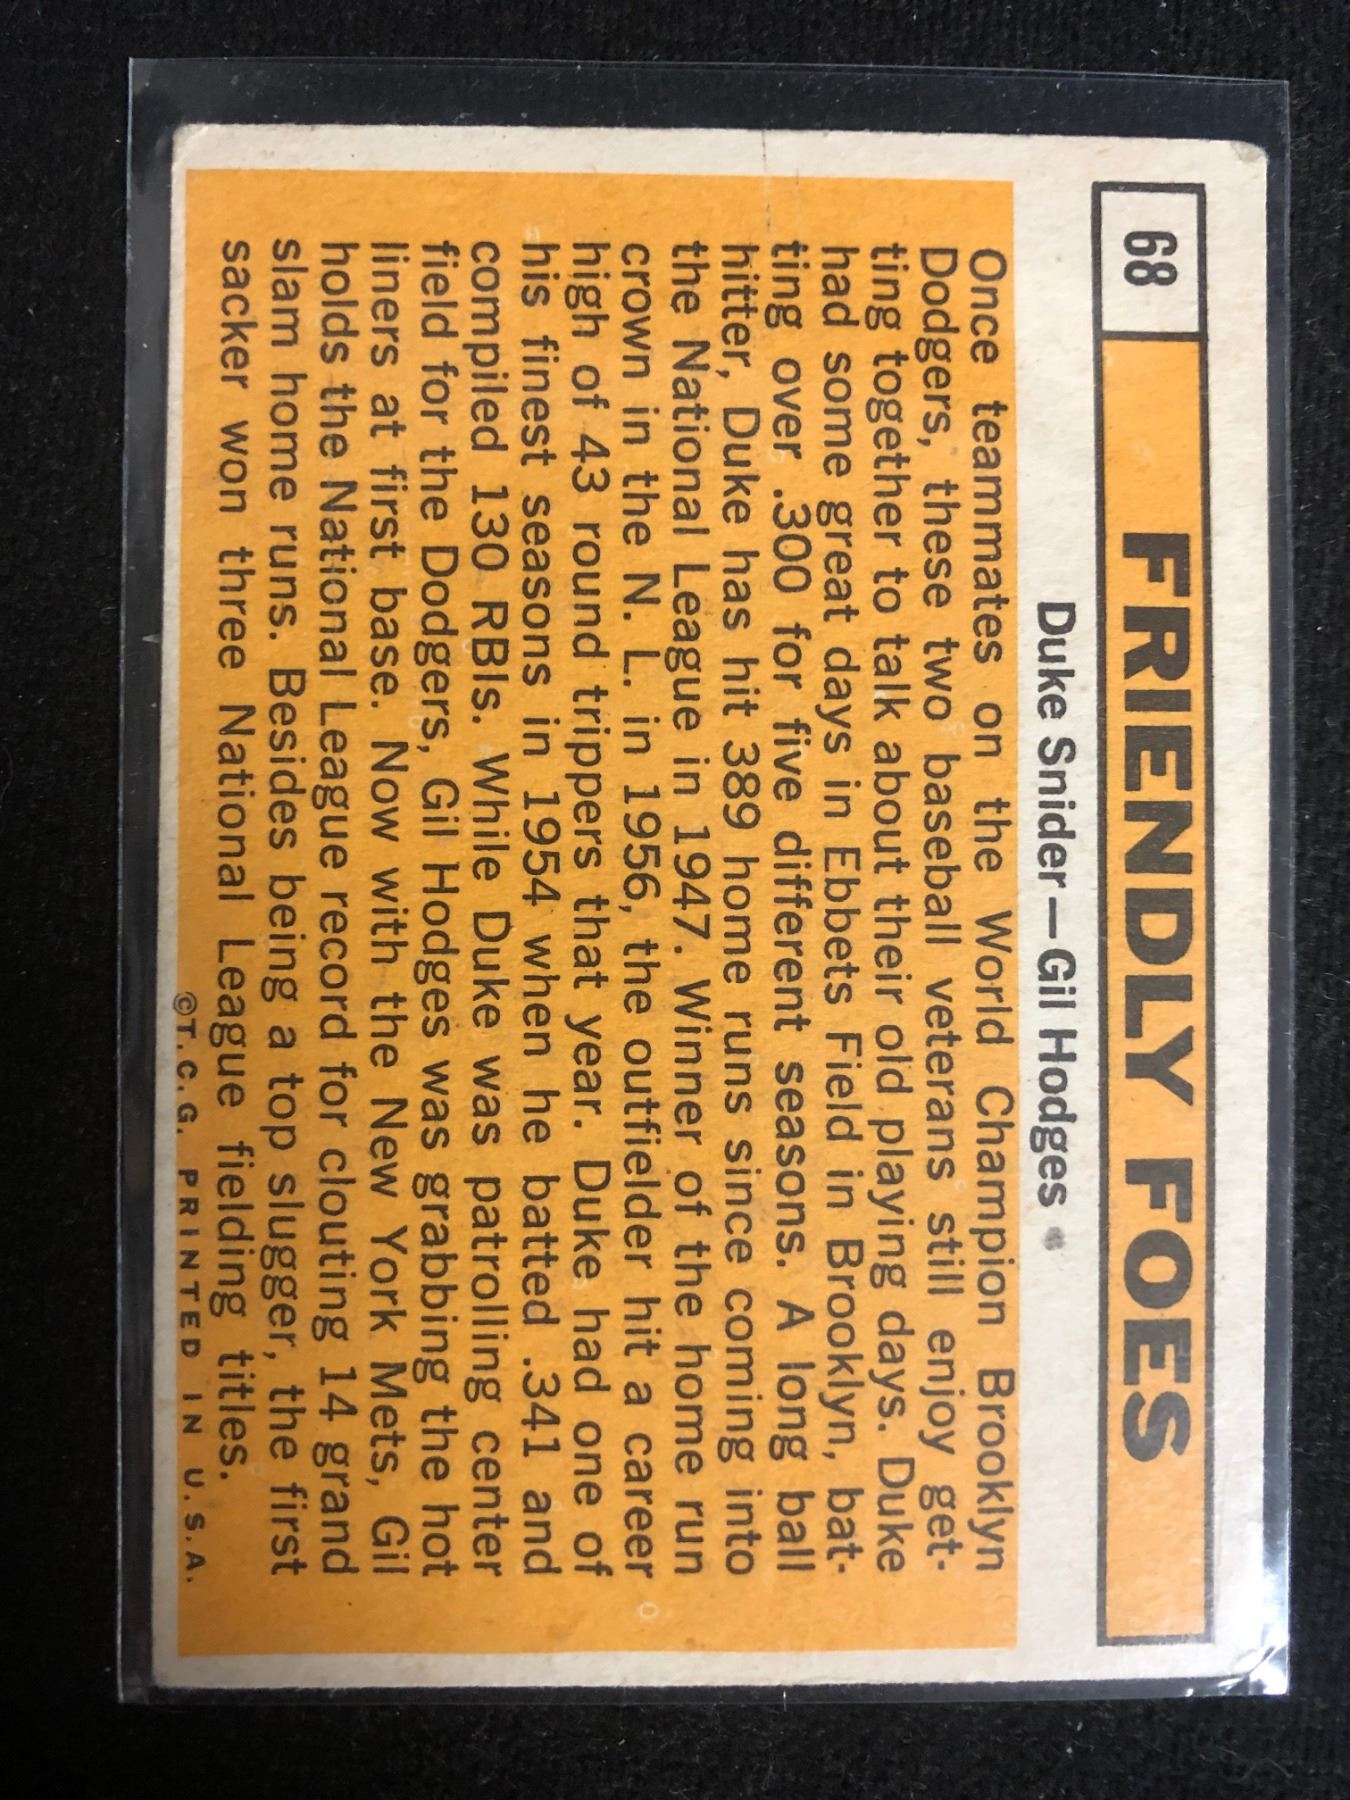 68
FRIENDLY FOES
Duke Snider—Gil Hodges
Once teammates on the World Champion Brooklyn
Dodgers, these two baseball veterans still enjoy get-
ting together to talk about their old playing days. Duke
had some great days in Ebbets Field in Brooklyn, bat-
ting over .300 for five different seasons. A long ball
hitter, Duke has hit 389 home runs since coming into
the National League in 1947. Winner of the home run
crown in the N. L. in 1956, the outfielder hit a career
high of 43 round trippers that year. Duke had one of
his finest seasons in 1954 when he batted .341 and
compiled 130 RBIs. While Duke was patrolling center
field for the Dodgers, Gil Hodges was grabbing the hot
liners at first base. Now with the New York Mets, Gil
holds the National League record for clouting 14 grand
slam home runs. Besides being a top slugger, the first
sacker won three National League fielding titles.
©T.C.G. PRINTED IN U.S.A.